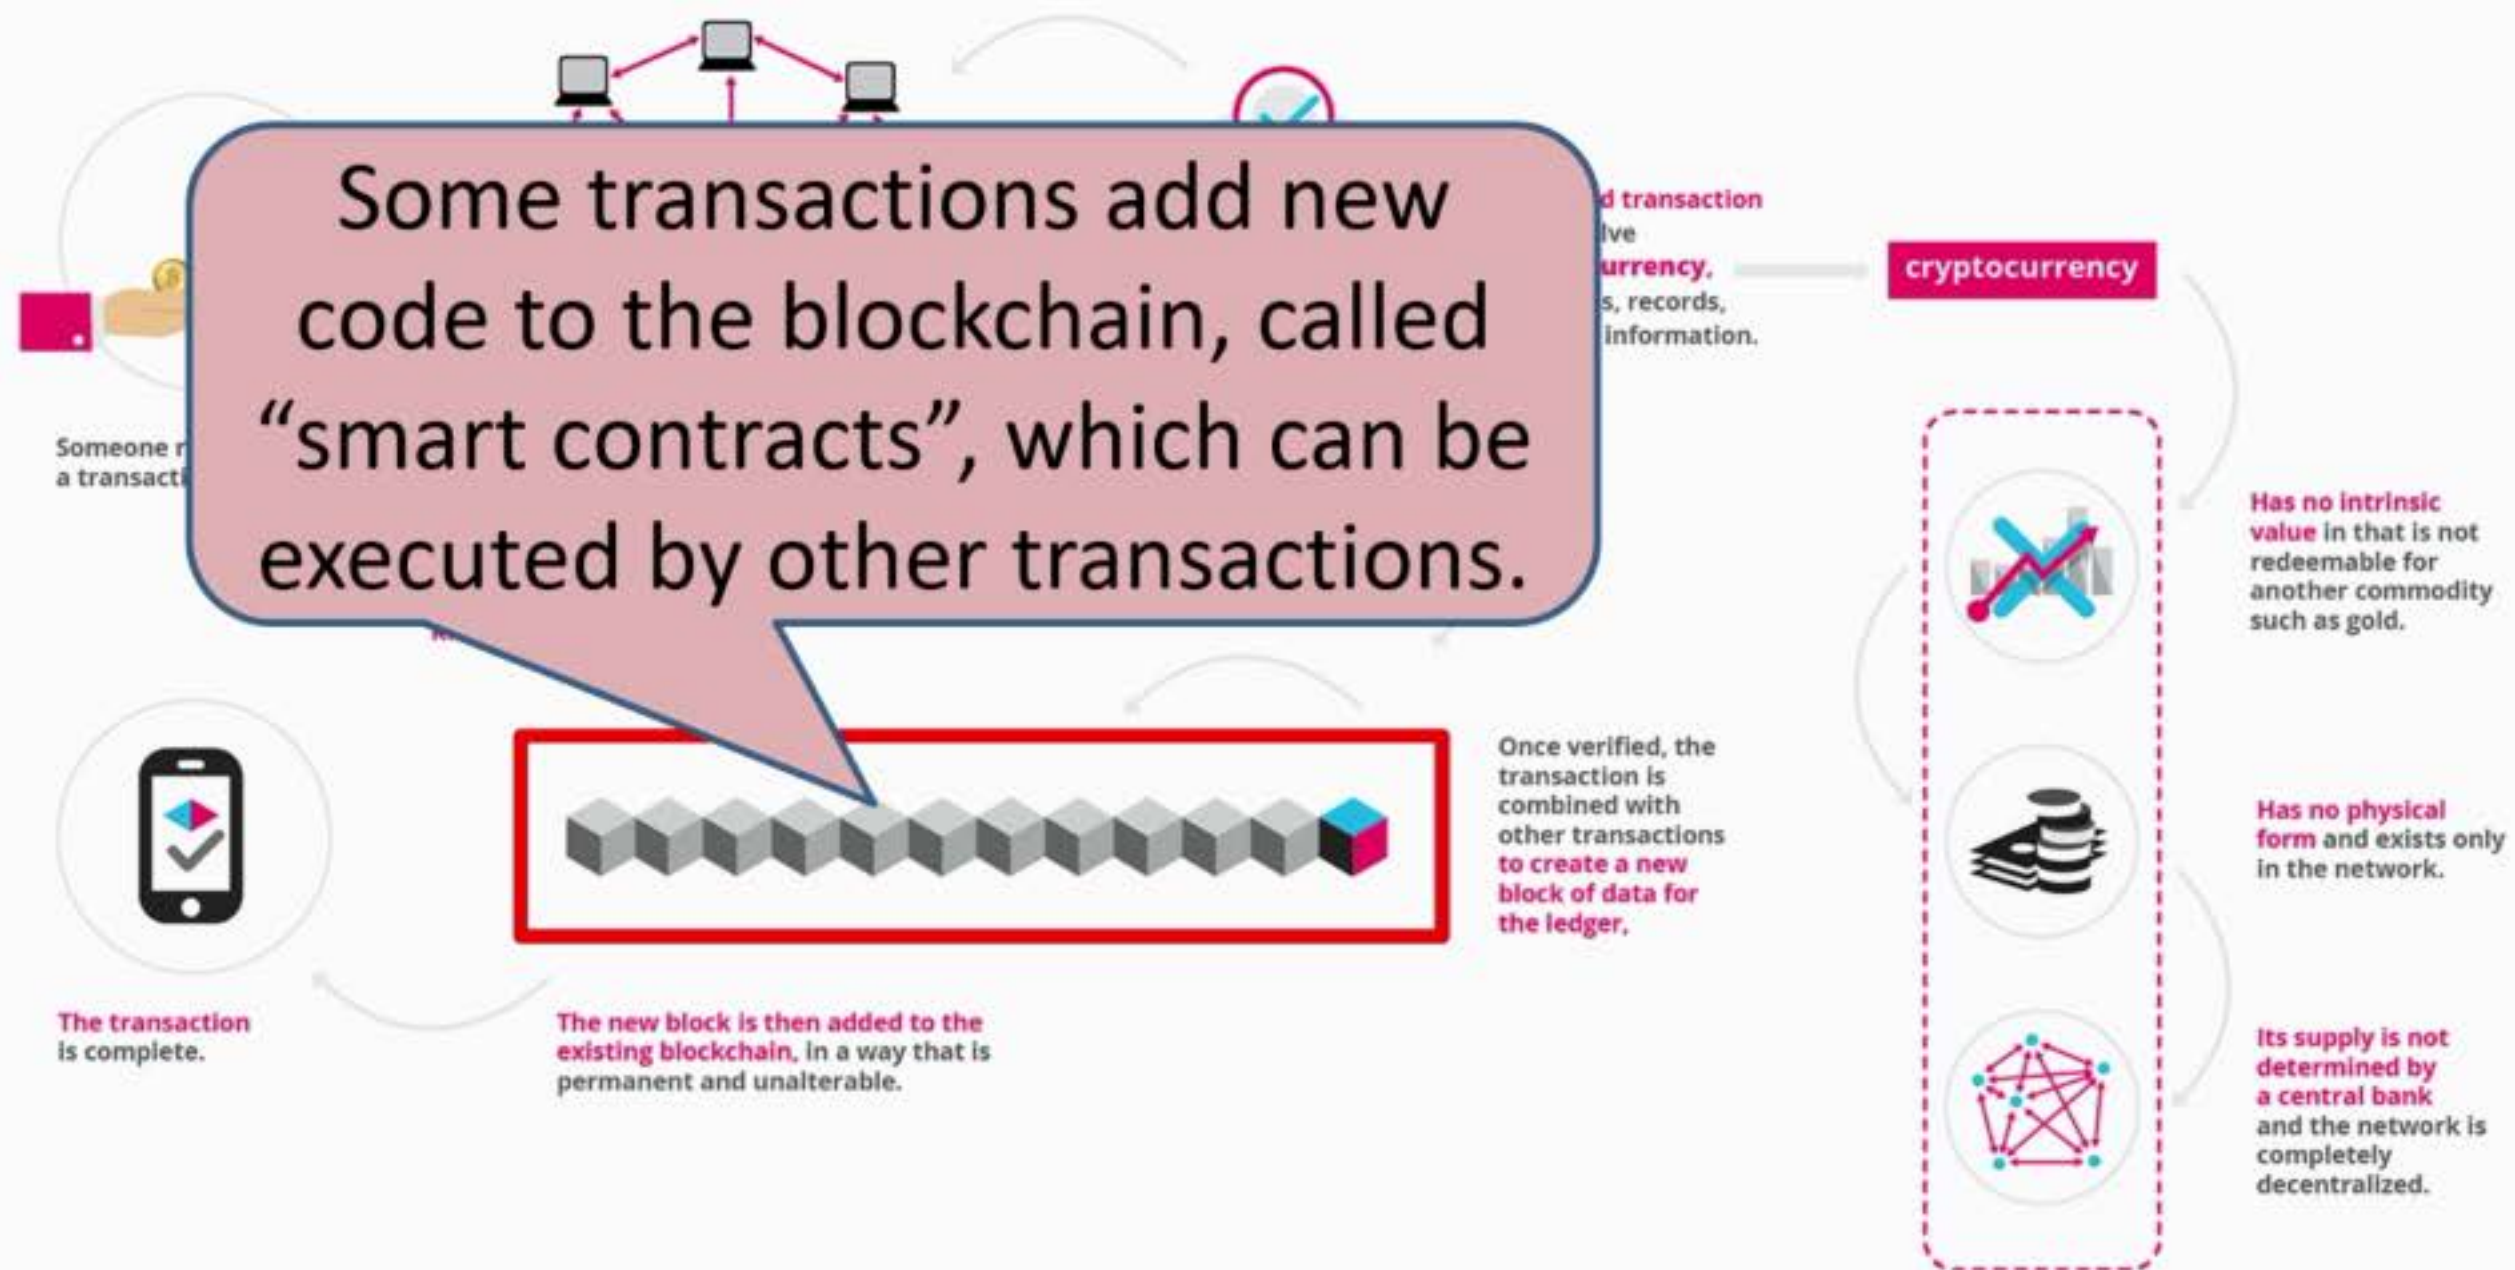 Some transactions add new
code to the blockchain, called
“smart contracts”, which can be
executed by other transactions.
Someone
a
transaction
cryptocurrency
records,
information.
Has no intrinsic
value in that is not
redeemable for
another commodity
such as gold.
Once verified, the
transaction is
combined with
other transactions
to create a new
block of data for
the ledger,
Has no physical
form and exists only
in the network.
The transaction
is complete.
The new block is then added to the
existing blockchain, in a way that is
permanent and unalterable.
Its supply is not
determined by
a central bank
and the network is
completely
decentralized.